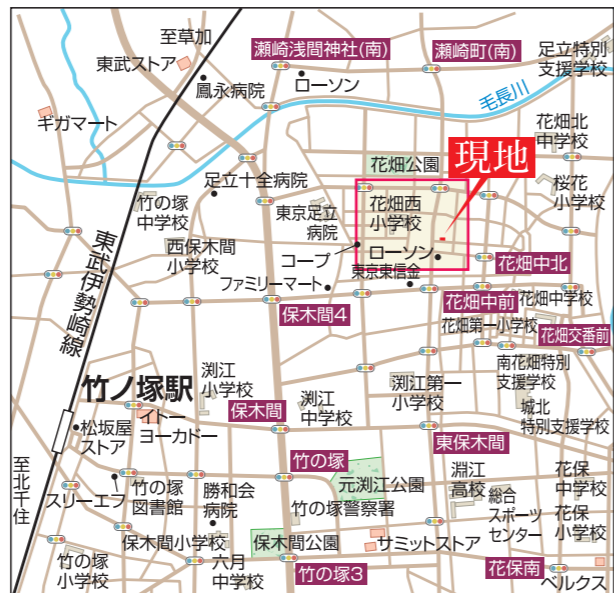 至草加
東武ストア
鳳永病院
瀬崎浅間神社(南)
ローソン
瀬崎町(南)
足立特別
支援学校
毛長川
ギガマート
花畑北
中学校
花畑公園
現地
桜花
小学校
足立十全病院
竹の塚
中学校
東京足立
病院
花畑西
小学校
西保木間
小学校
コープ
ローソン
東京東信金
花畑中北
ファミリーマート
東武伊勢崎線
保木間4
花畑中前
花畑中学校
花畑第一小学校
花畑交番前
南花畑特別
支援学校
竹ノ塚駅
渕江
小学校
保木間
渕江
中学校
渕江第一
小学校
城北
特別支援学校
イトー
ヨーカドー
松坂屋
ストア
東保木間
竹の塚
元渕江公園
淵江
高校
花保
中学校
至北千住
スリーエフ
竹の塚
図書館
勝和会
病院
竹の塚警察署
総合
スポーツ
センター
花保
小学校
保木間小学校
保木間公園
サミットストア
竹の塚
小学校
六月
中学校
竹の塚3
花保南
ベルクス